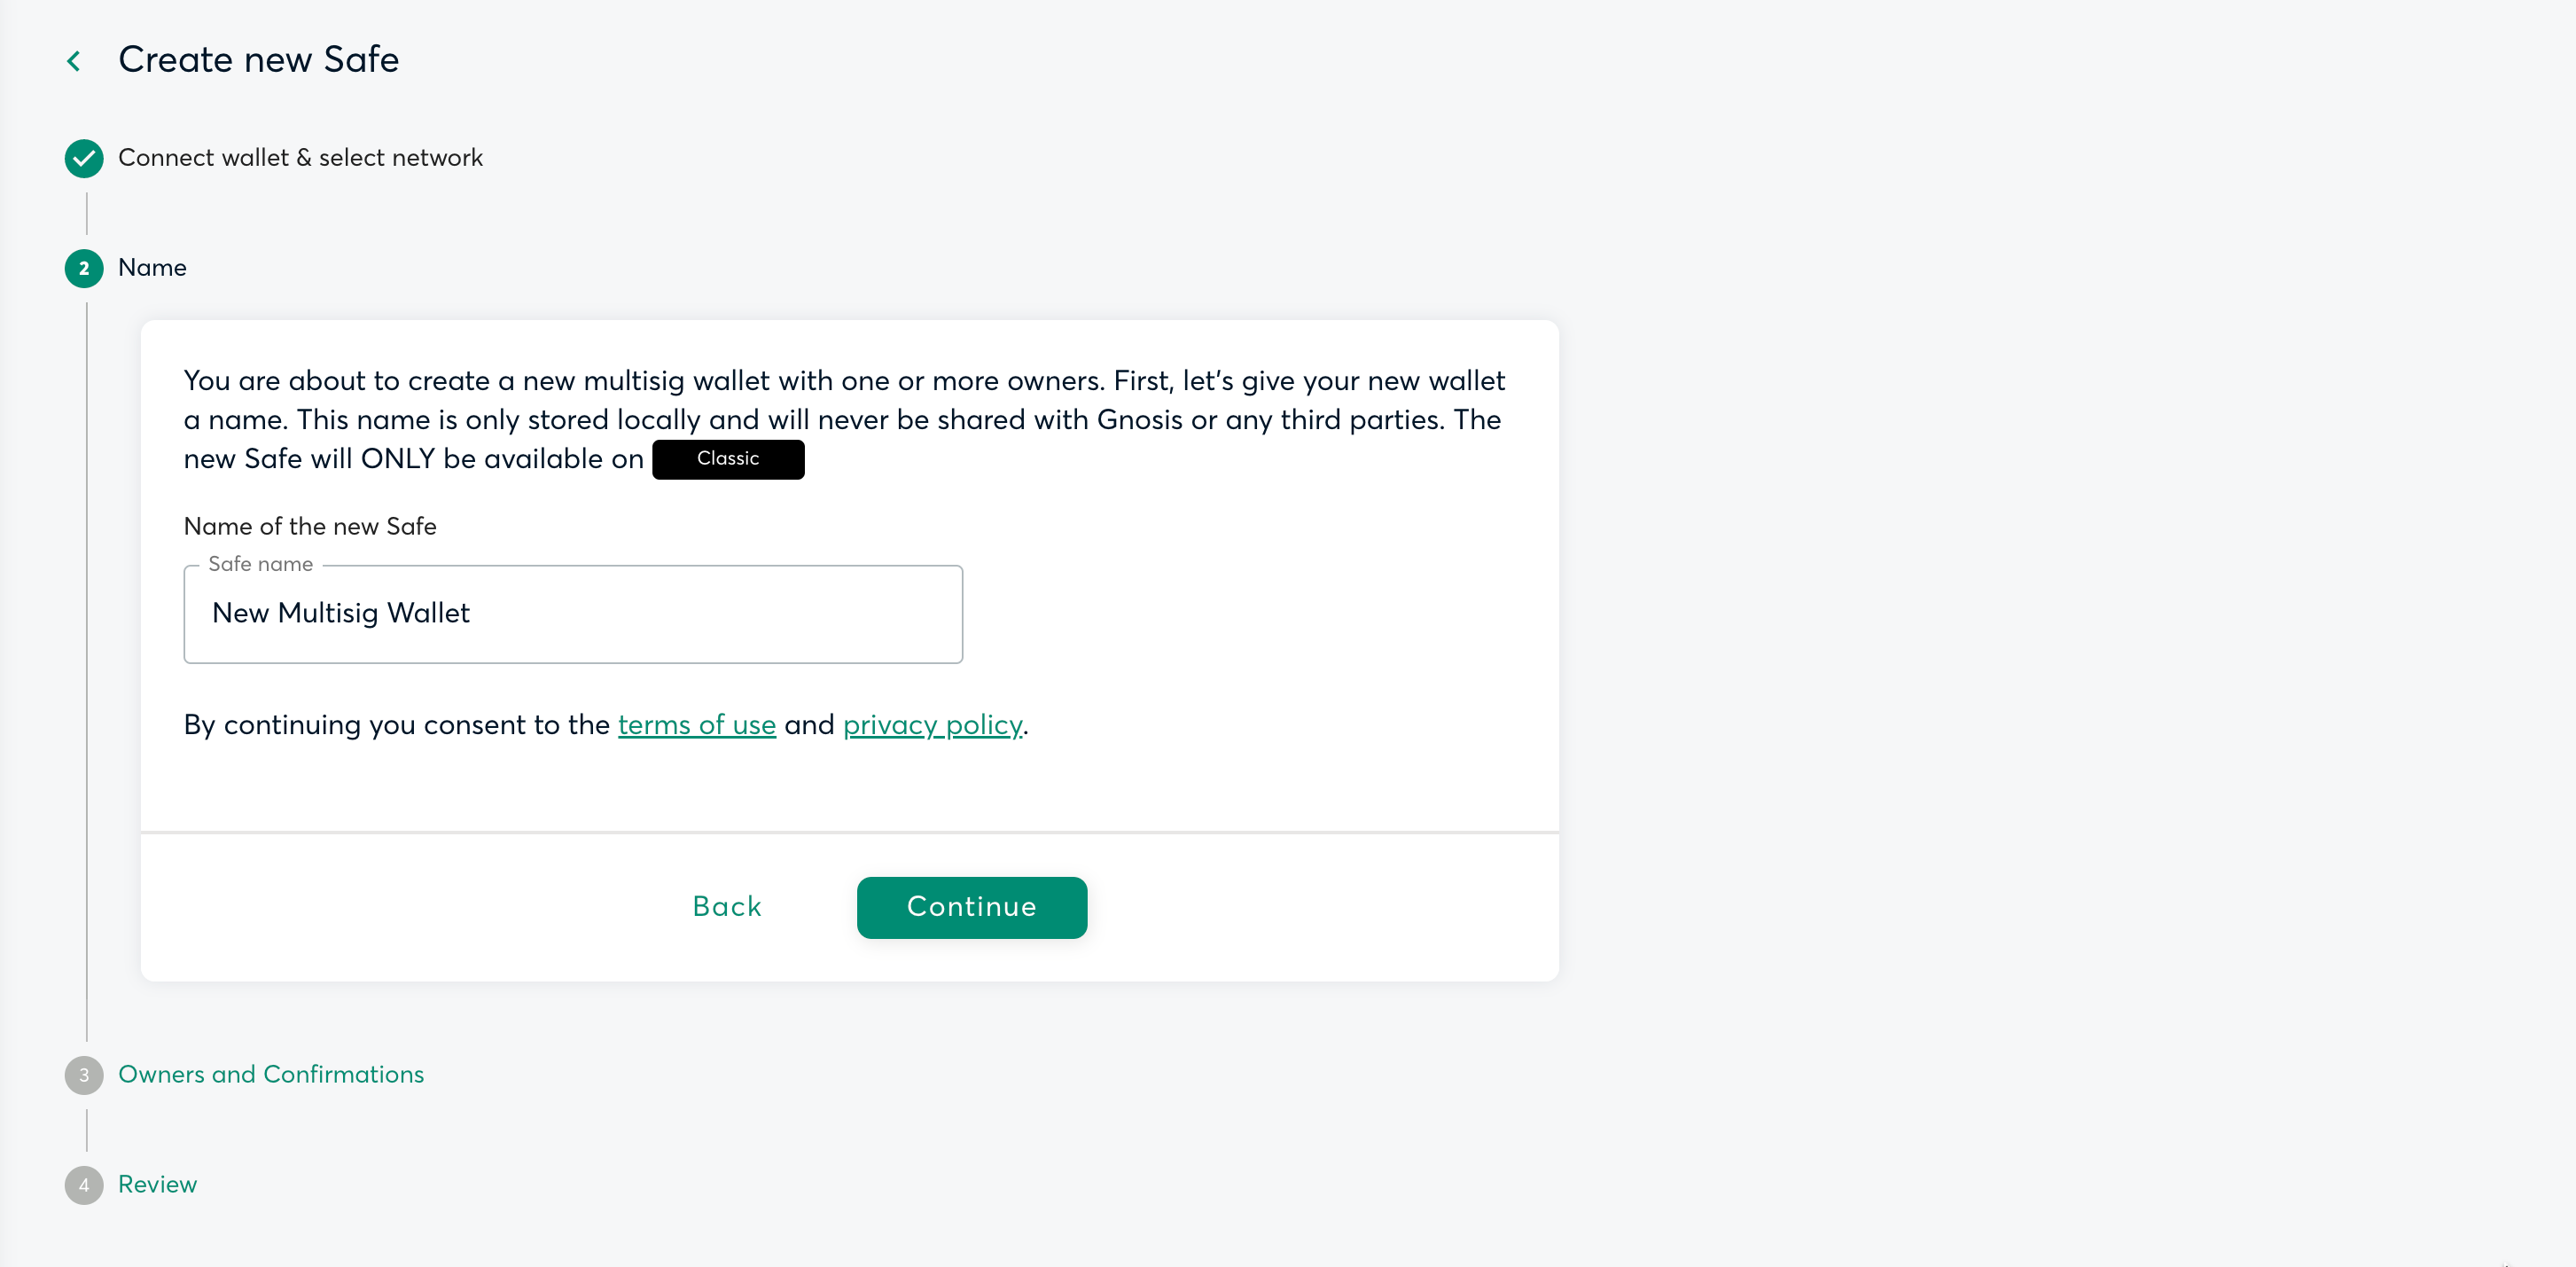 Create new Safe
Connect wallet & select network
2
Name
You are about to create a new multisig wallet with one or more owners. First, let's give your new wallet
a name. This name is only stored locally and will never be shared with Gnosis or any third parties. The
new Safe will ONLY be available on Classic
Name of the new Safe
Safe name
New Multisig Wallet
By continuing you consent to the terms of use and privacy policy.
Back
Continue
3
Owners and Confirmations
4
Review